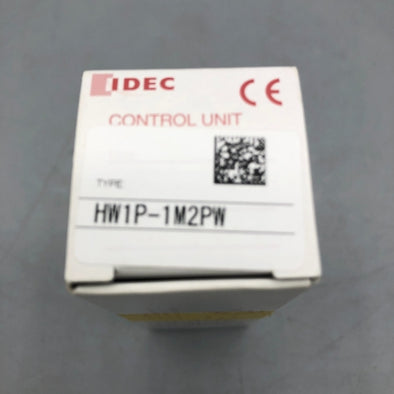 IDEC
CE
CONTROL UNIT
TYPE
HW1P-1M2PW